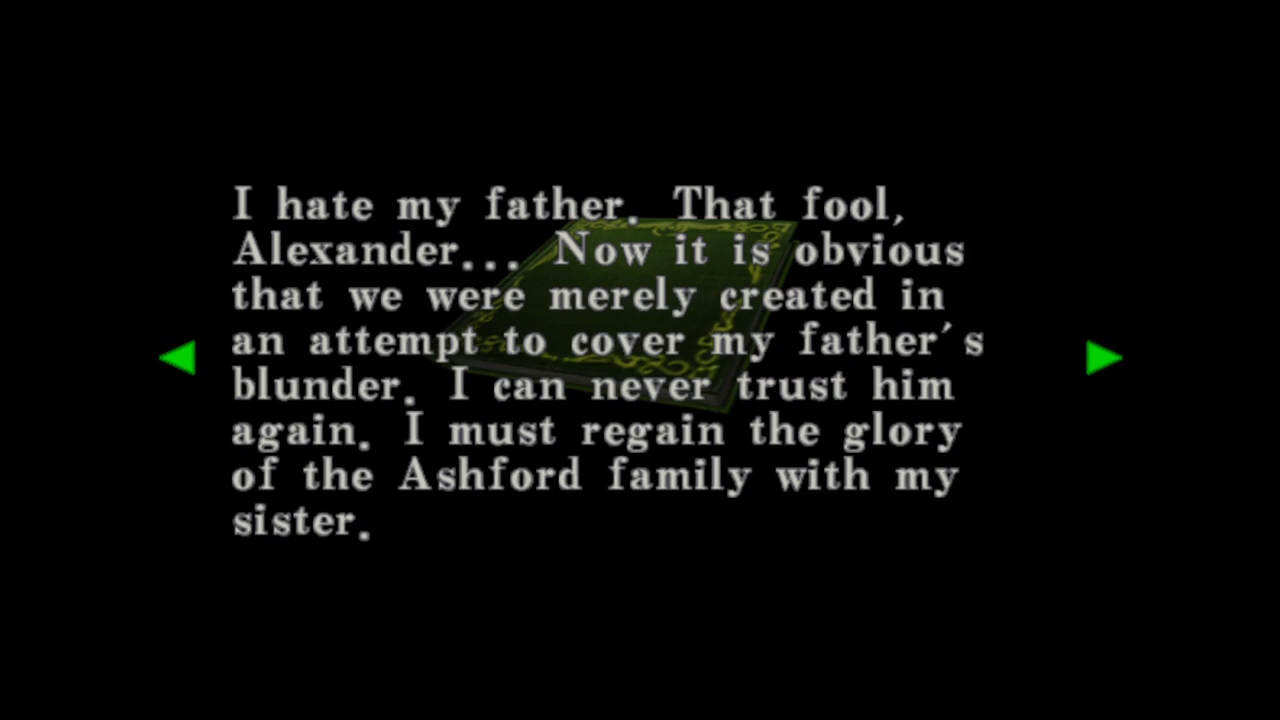 I hate my father. That fool,
Alexander... Now it is obvious
that we were merely created in
an attempt to cover my father's
blunder. I can never trust him
again. I must regain the glory
of the Ashford family with my
sister.